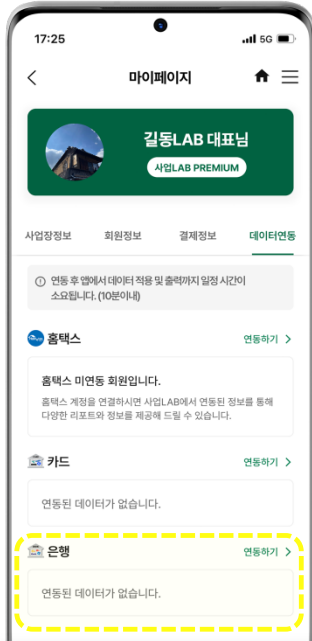 17:25
5G
마이페이지
길동LAB 대표님
사업LAB PREMIUM
사업장정보 회원정보 결제정보 데이터연동
연동 후 앱에서 데이터 적용 및 출력까지 일정 시간이
소요됩니다. (10분이내)
홈택스 연동하기 >
홈택스 미연동 회원입니다.
홈택스 계정을 연결하시면 사업LAB에서 연동된 정보를 통해
다양한 리포트와 정보를 제공해 드릴 수 있습니다.
카드 연동하기 >
연동된 데이터가 없습니다.
은행 연동하기 >
연동된 데이터가 없습니다.